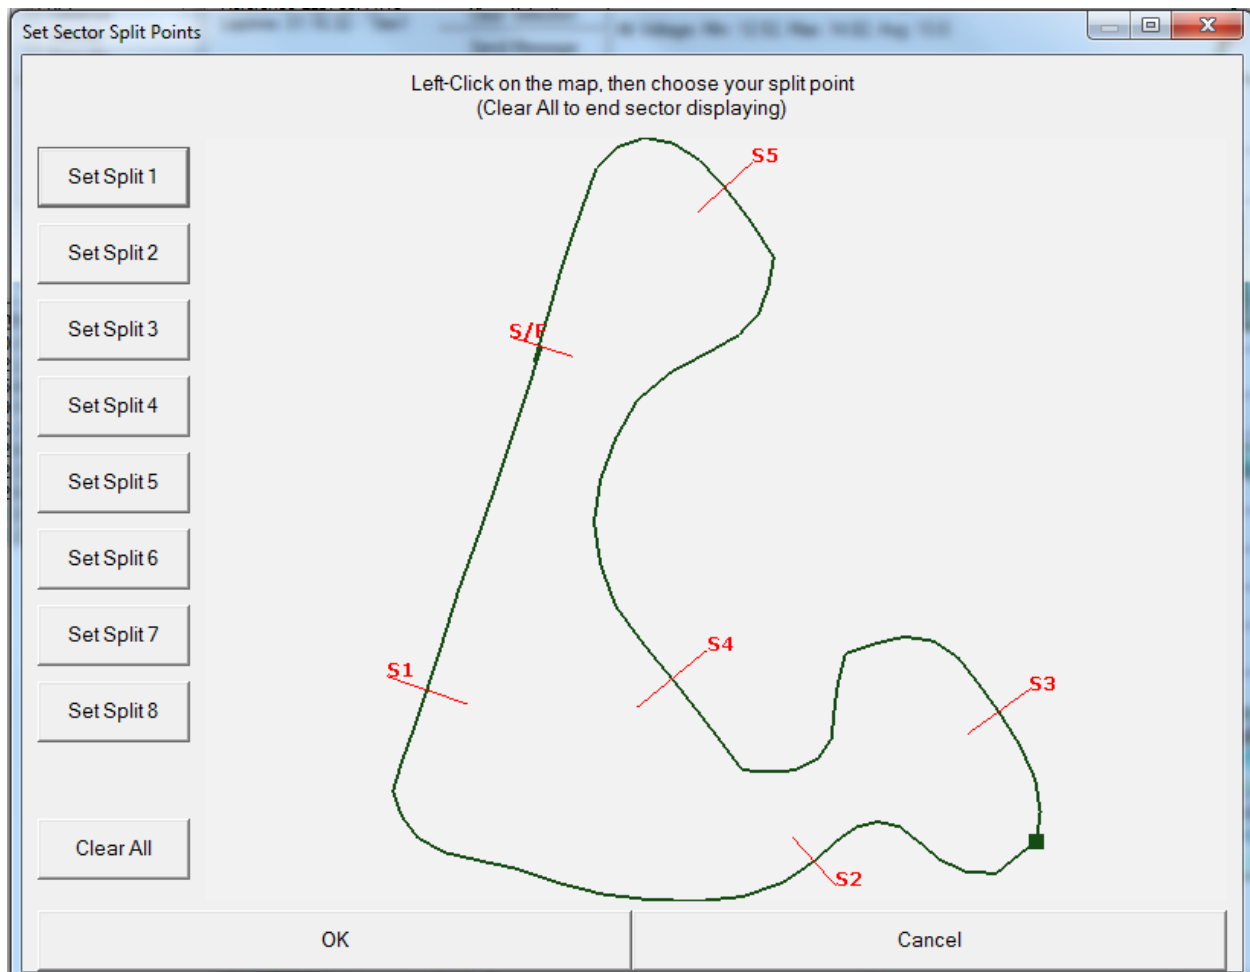 Set Sector Split Points
Left-Click on the map, then choose your split point
(Clear All to end sector displaying)
Set Split 1
Set Split 2
Set Split 3
Set Split 4
Set Split 5
Set Split 6
Set Split 7
Set Split 8
Clear All
S5
S/F
S4
S1
S3
S2
OK
Cancel